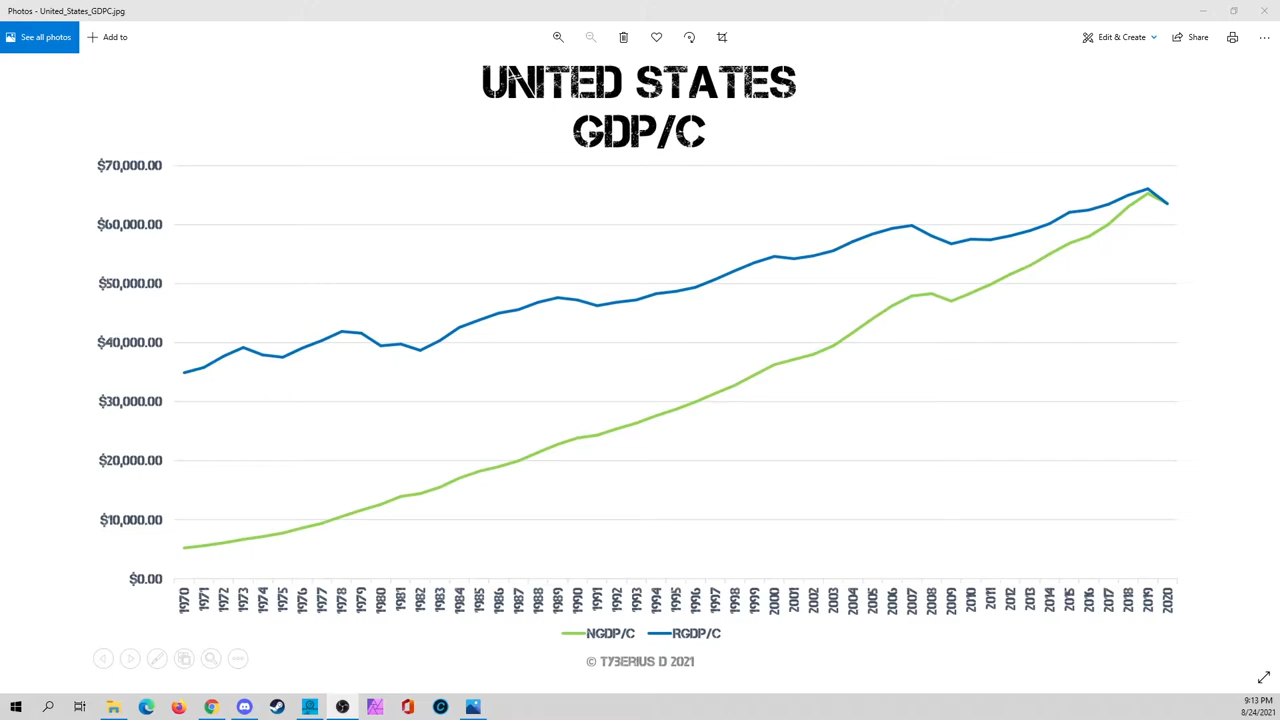 Photos - United_States_GDPC.jpg
See all photos
Add to
Edit & Create
Share
UNITED STATES
GDP/C
$70,000.00
$60,000.00
$50,000.00
$40,000.00
$30,000.00
$20,000.00
$10,000.00
$0.00
1970 1971 1972 1973 1974 1975 1976 1977 1978 1979 1980 1981 1982 1983 1984 1985 1986 1987 1988 1989 1990 1991 1992 1993 1994 1995 1996 1997 1998 1999 2000 2001 2002 2003 2004 2005 2006 2007 2008 2009 2010 2011 2012 2013 2014 2015 2016 2017 2018 2019 2020
NGDP/C RGDP/C
© TY3ERIUS D 2021
9:13 PM
8/24/2021